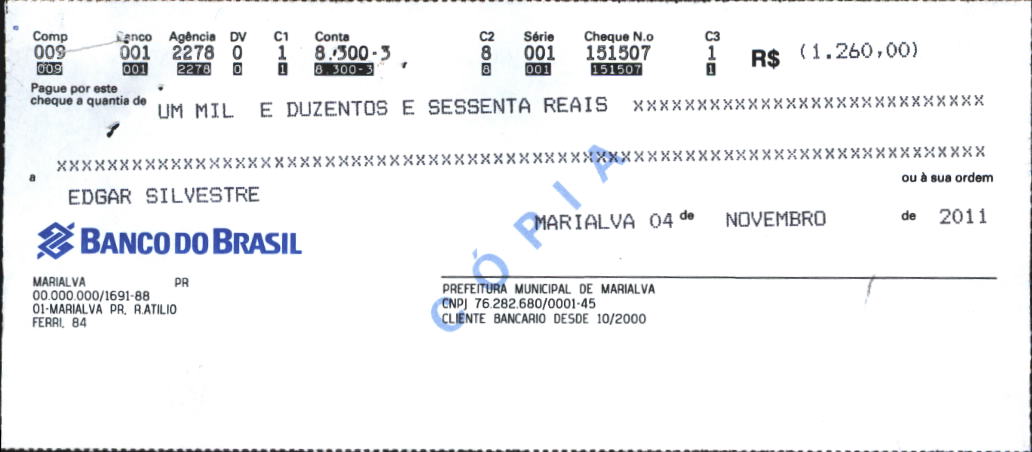 Comp Banco Agência DV C1 Conta C2 Série Cheque N.o C3
009 001 2278 0 1 8.300-3 8 001 151507 1 R$ (1.260,00)
009 001 2278 0 1 8.300-3 8 001 151507 1
Pague por este
cheque a quantia de UM MIL E DUZENTOS E SESSENTA REAIS XXXXXXXXXXXXXXXXXXXXXXXXXXXX
XXXXXXXXXXXXXXXXXXXXXXXXXXXXXXXXXXXXXXXXXXXXXXXXXXXXXXXXXXXXXXXXXXXXXXXXXX
a EDGAR SILVESTRE ou à sua ordem
MARIALVA 04 de NOVEMBRO de 2011
BANCO DO BRASIL
CÓPIA
MARIALVA PR
00.000.000/1691-88
01-MARIALVA PR, R.ATILIO
FERRI, 84
PREFEITURA MUNICIPAL DE MARIALVA
CNPJ 76.282.680/0001-45
CLIENTE BANCARIO DESDE 10/2000